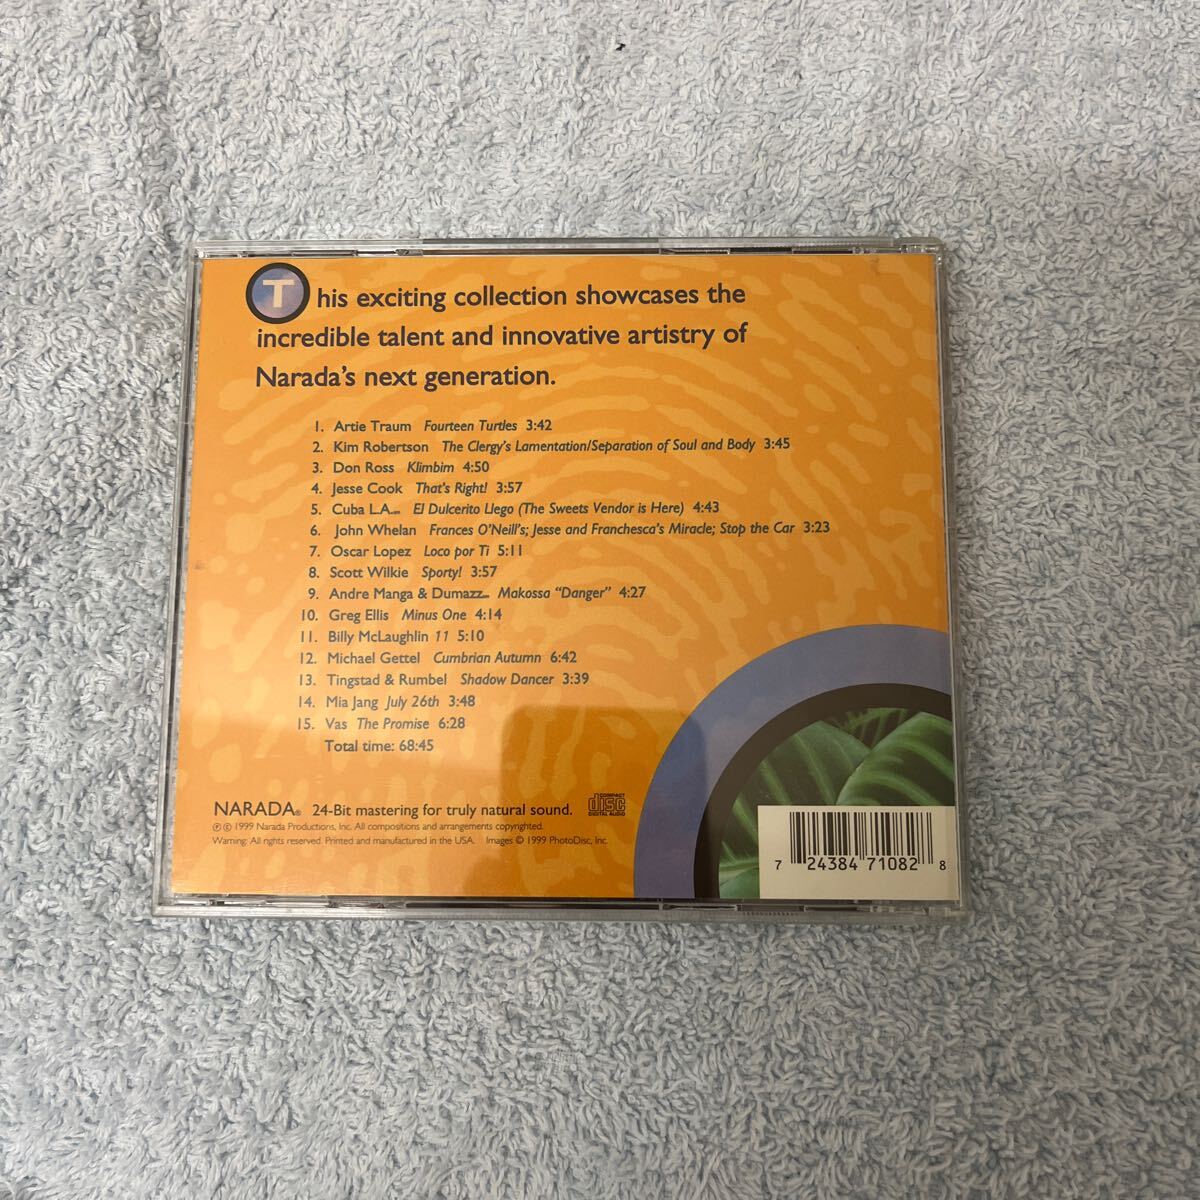 This exciting collection showcases the
incredible talent and innovative artistry of
Narada's next generation.
1. Artie Traum Fourteen Turtles 3:42
2. Kim Robertson The Clergy's Lamentation/Separation of Soul and Body 3:45
3. Don Ross Klimbim 4:50
4. Jesse Cook That's Right! 3:57
5. Cuba L.A. El Dulcerito Llego (The Sweets Vendor is Here) 4:43
6. John Whelan Frances O'Neill's; Jesse and Franchesca's Miracle; Stop the Car 3:23
7. Oscar Lopez Loco por Ti 5:11
8. Scott Wilkie Sporty! 3:57
9. Andre Manga & Dumazz Makossa "Danger" 4:27
10. Greg Ellis Minus One 4:14
11. Billy McLaughlin 11 5:10
12. Michael Gettel Cumbrian Autumn 6:42
13. Tingstad & Rumbel Shadow Dancer 3:39
14. Mia Jang July 26th 3:48
15. Vas The Promise 6:28
Total time: 68:45
NARADA® 24-Bit mastering for truly natural sound.
COMPACT
disc
DIGITAL AUDIO
℗ © 1999 Narada Productions, Inc. All compositions and arrangements copyrighted.
Warning: All rights reserved. Printed and manufactured in the USA. Images © 1999 PhotoDisc, Inc.
7 24384 71082 8